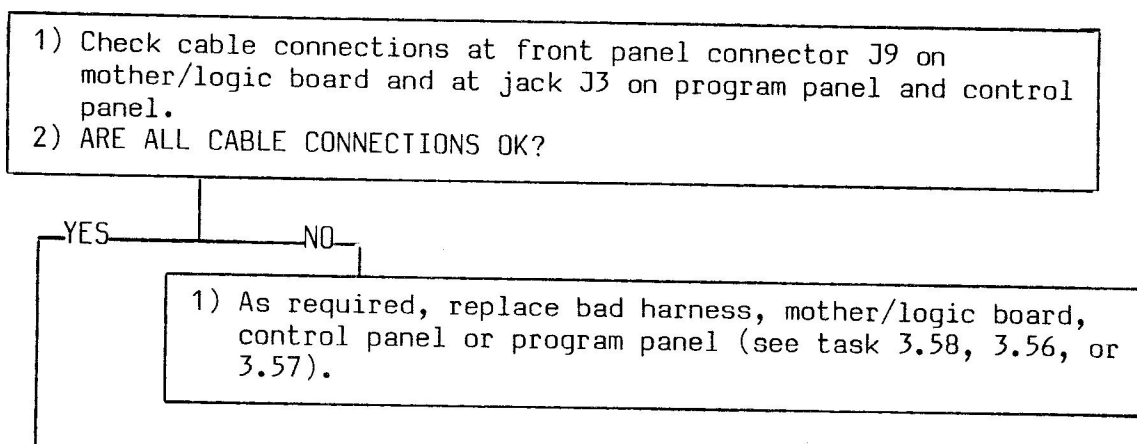 1) Check cable connections at front panel connector J9 on
mother/logic board and at jack J3 on program panel and control
panel.
2) ARE ALL CABLE CONNECTIONS OK?
YES
NO
1) As required, replace bad harness, mother/logic board,
control panel or program panel (see task 3.58, 3.56, or
3.57).